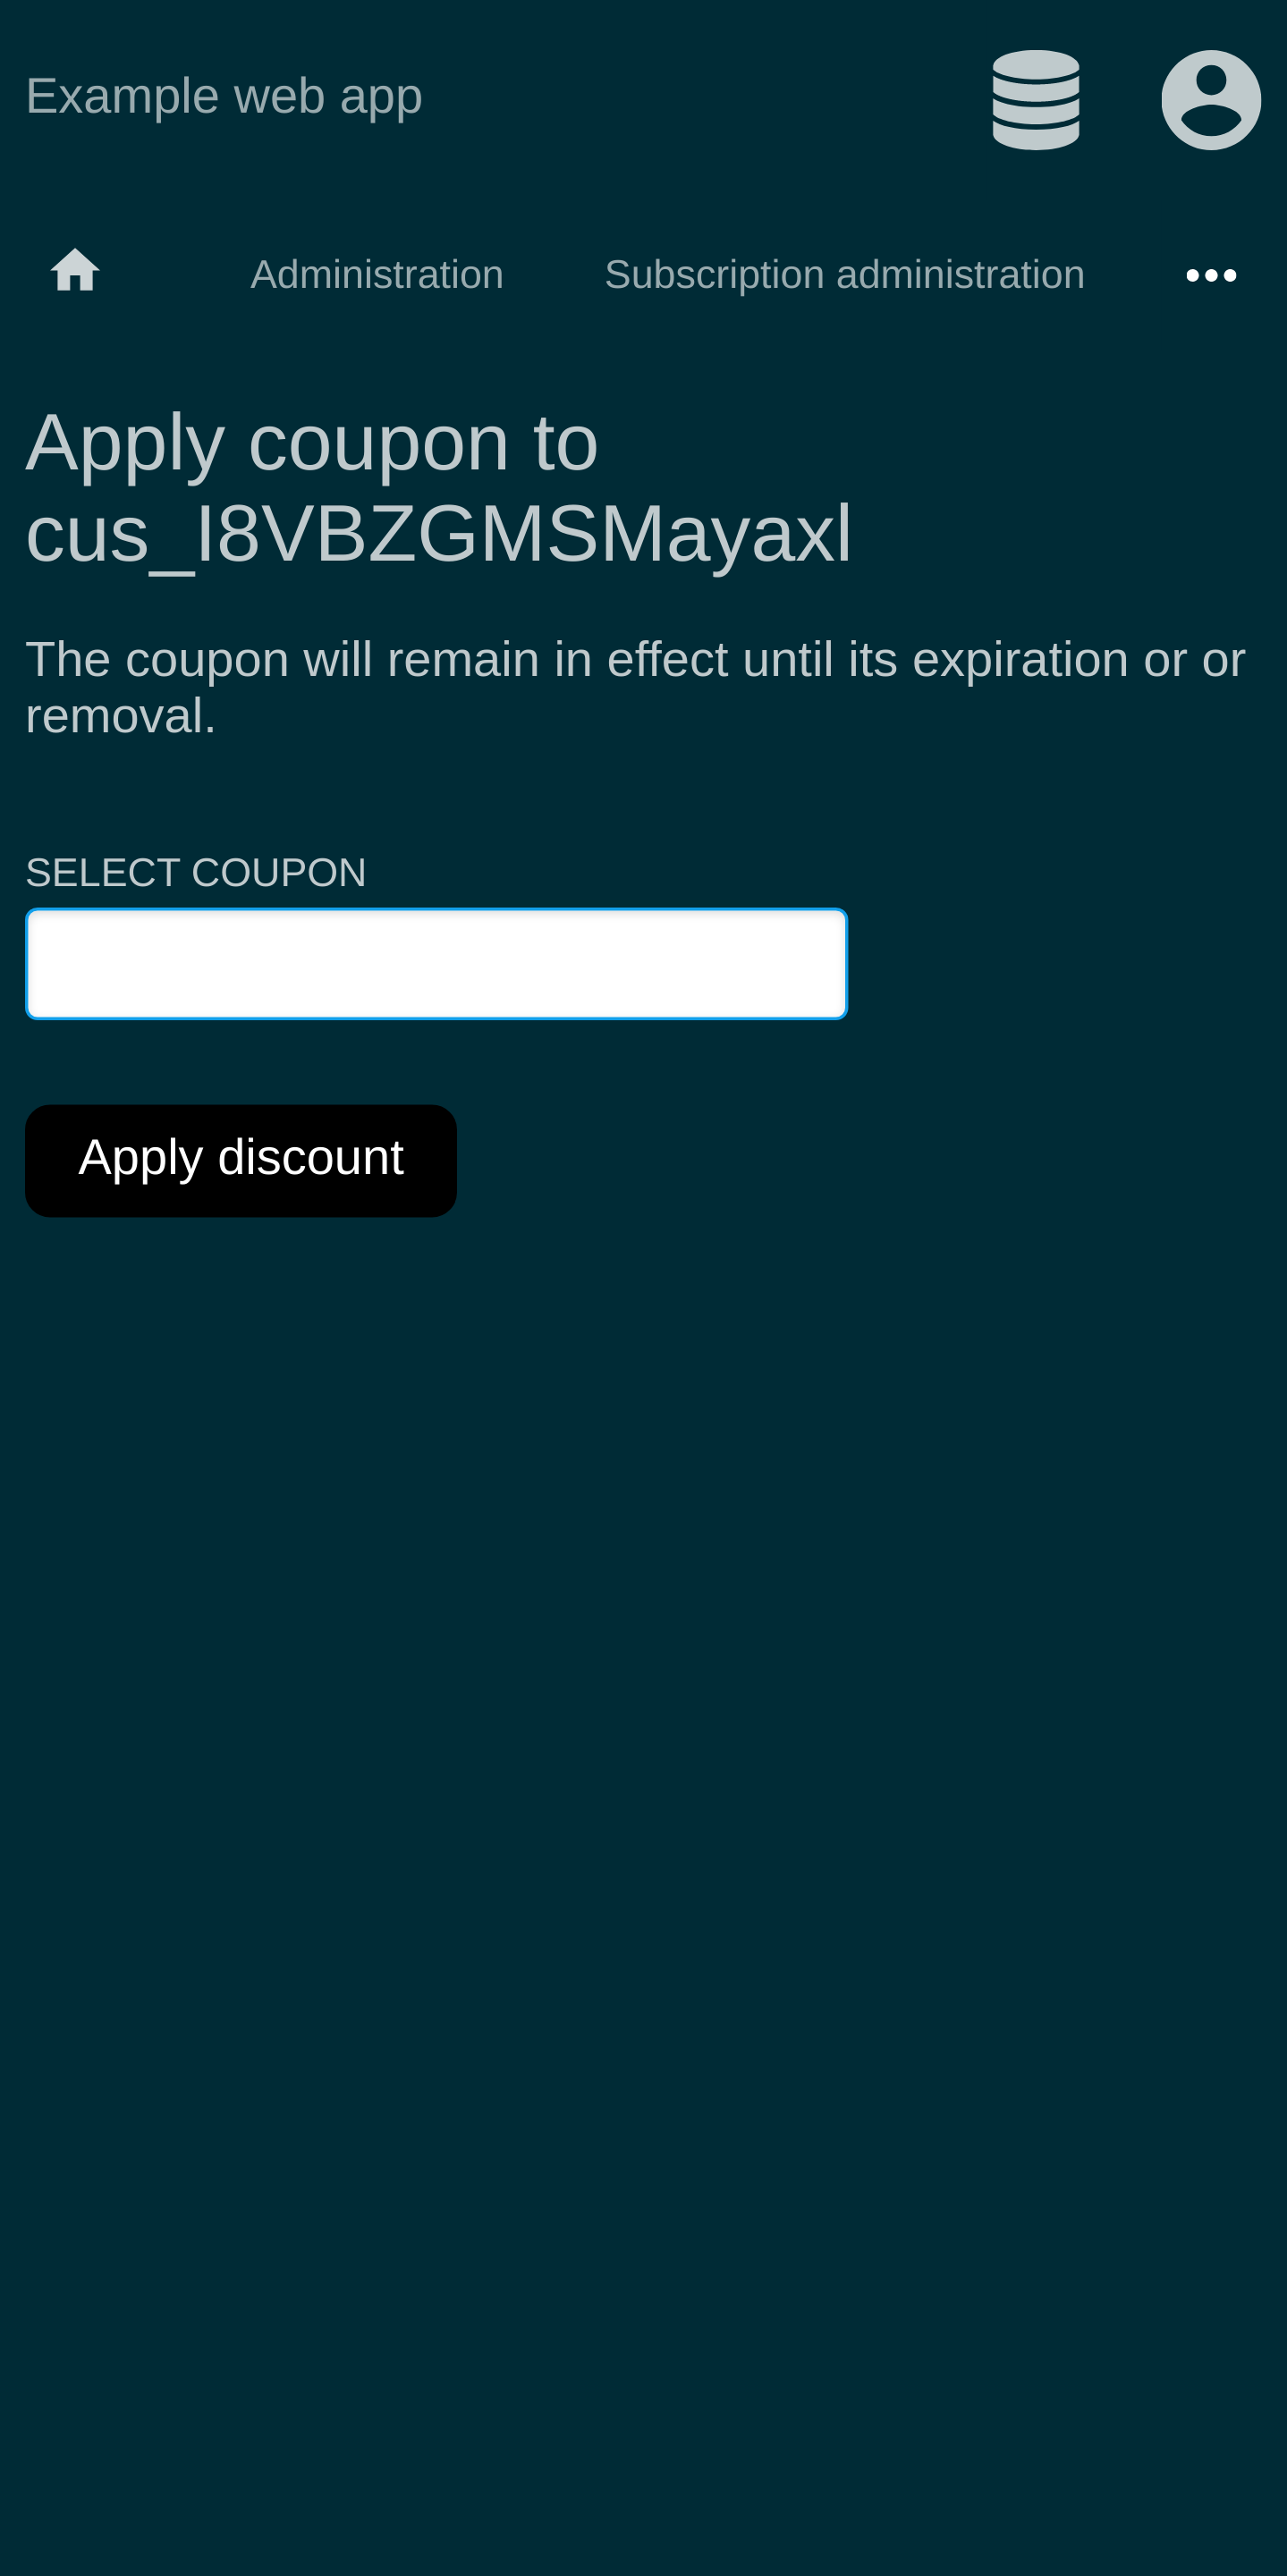 Example web app
Administration Subscription administration
Apply coupon to
cus_I8VBZGMSMayaxl
The coupon will remain in effect until its expiration or or
removal.
SELECT COUPON
Apply discount